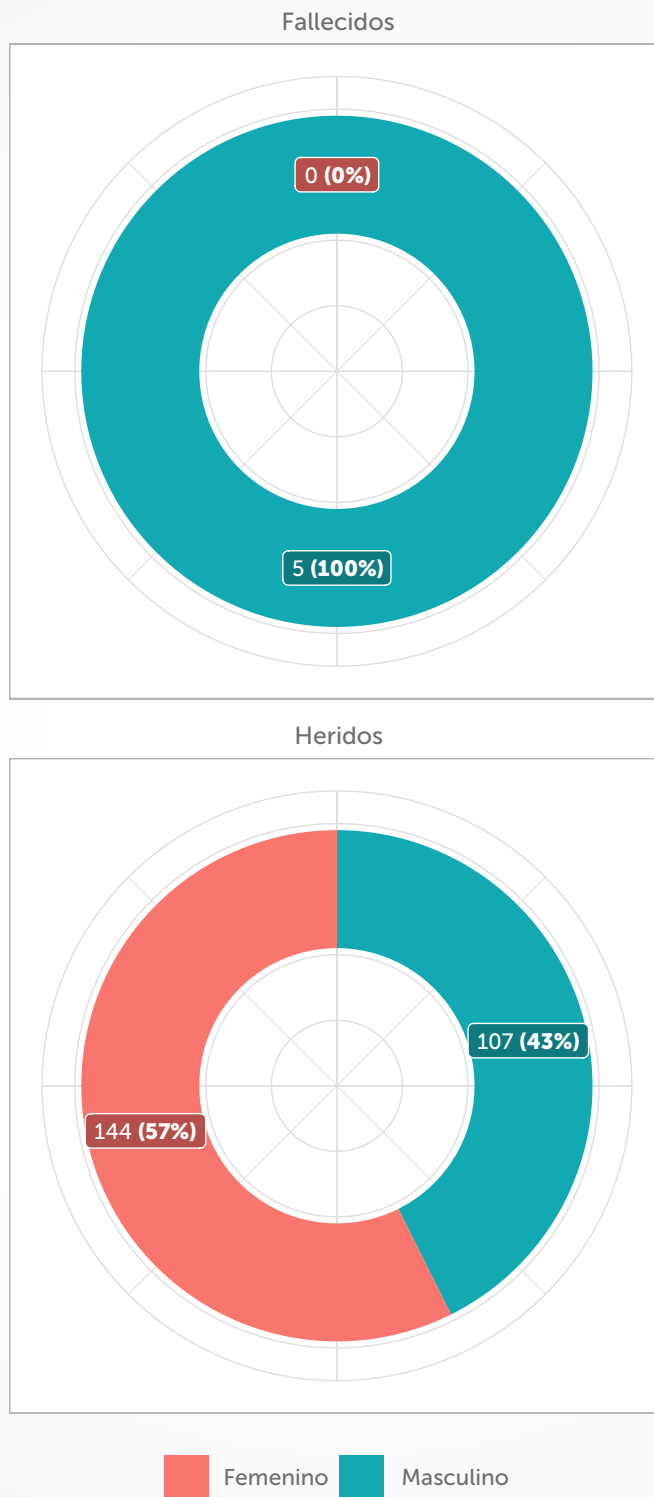 Fallecidos
0 (0%)
5 (100%)
Heridos
107 (43%)
144 (57%)
Femenino Masculino